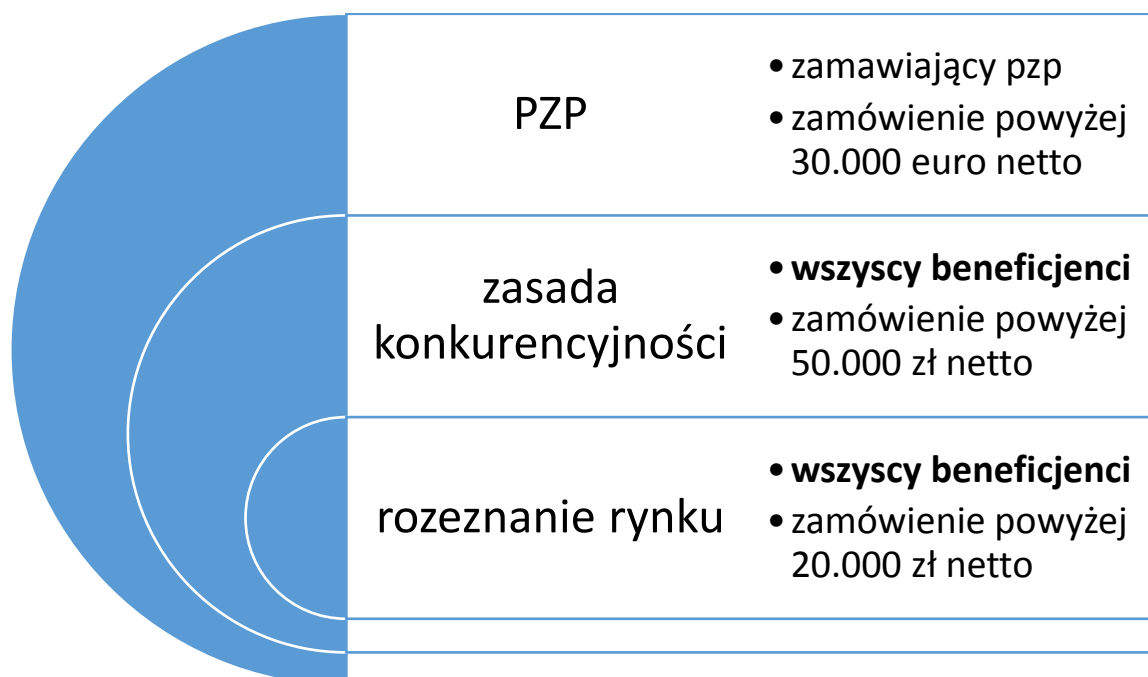 PZP
• zamawiający pzp
• zamówienie powyżej
30.000 euro netto
zasada
konkurencyjności
• wszyscy beneficjenci
• zamówienie powyżej
50.000 zł netto
rozeznanie rynku
• wszyscy beneficjenci
• zamówienie powyżej
20.000 zł netto